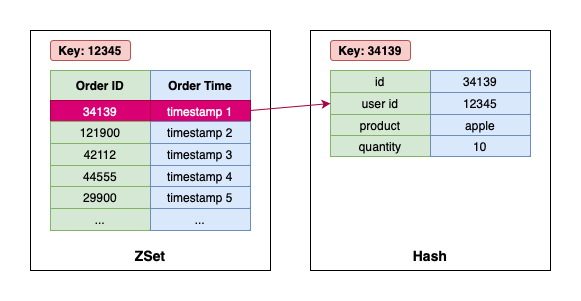 Key: 12345
Order ID Order Time
34139 timestamp 1
121900 timestamp 2
42112 timestamp 3
44555 timestamp 4
29900 timestamp 5
... ...
ZSet
Key: 34139
id 34139
user id 12345
product apple
quantity 10
Hash